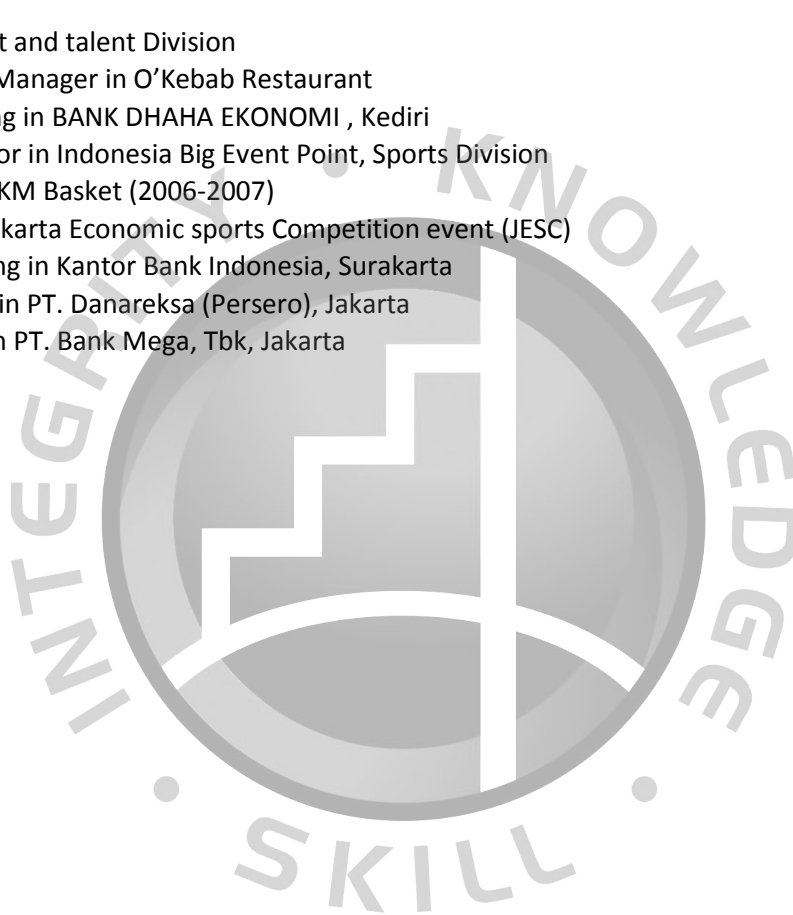 t and talent Division
Manager in O’Kebab Restaurant
g in BANK DHAHA EKONOMI , Kediri
or in Indonesia Big Event Point, Sports Division
KM Basket (2006-2007)
karta Economic sports Competition event (JESC)
ng in Kantor Bank Indonesia, Surakarta
in PT. Danareksa (Persero), Jakarta
n PT. Bank Mega, Tbk, Jakarta
INTEGRITY • KNOWLEDGE • SKILL •